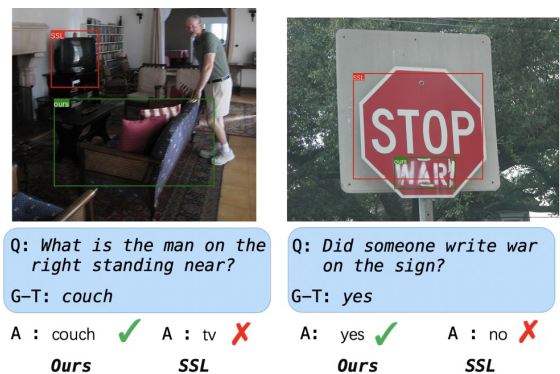 SSL
ours
SSL
STOP
ours
WAR!
Q: What is the man on the
right standing near?
G-T: couch
A : couch ✓ A : tv ✗
Ours SSL
Q: Did someone write war
on the sign?
G-T: yes
A: yes ✓ A : no ✗
Ours SSL